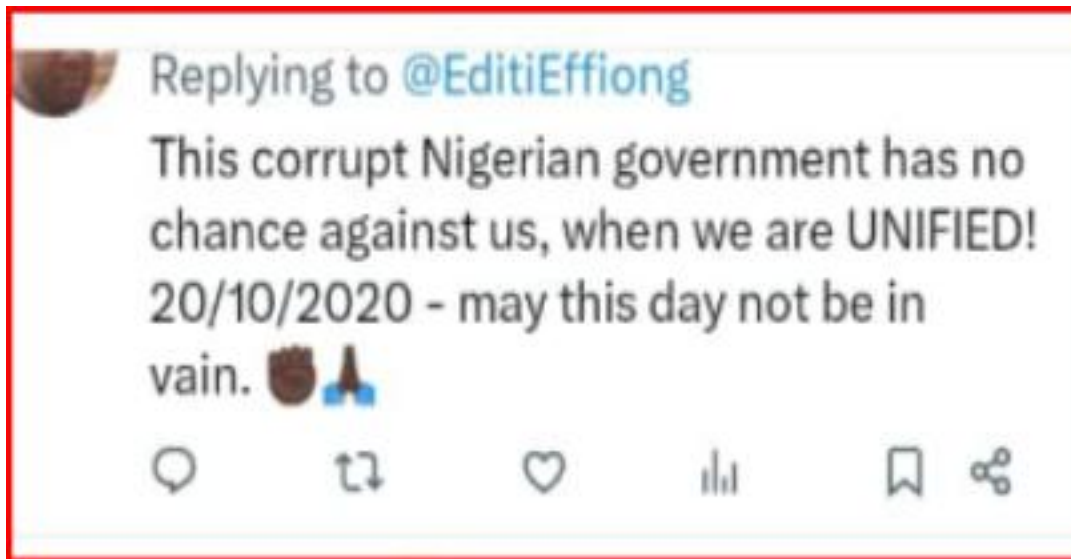 Replying to @EditiEffiong
This corrupt Nigerian government has no
chance against us, when we are UNIFIED!
20/10/2020 - may this day not be in
vain. ✊🏿🙏🏿